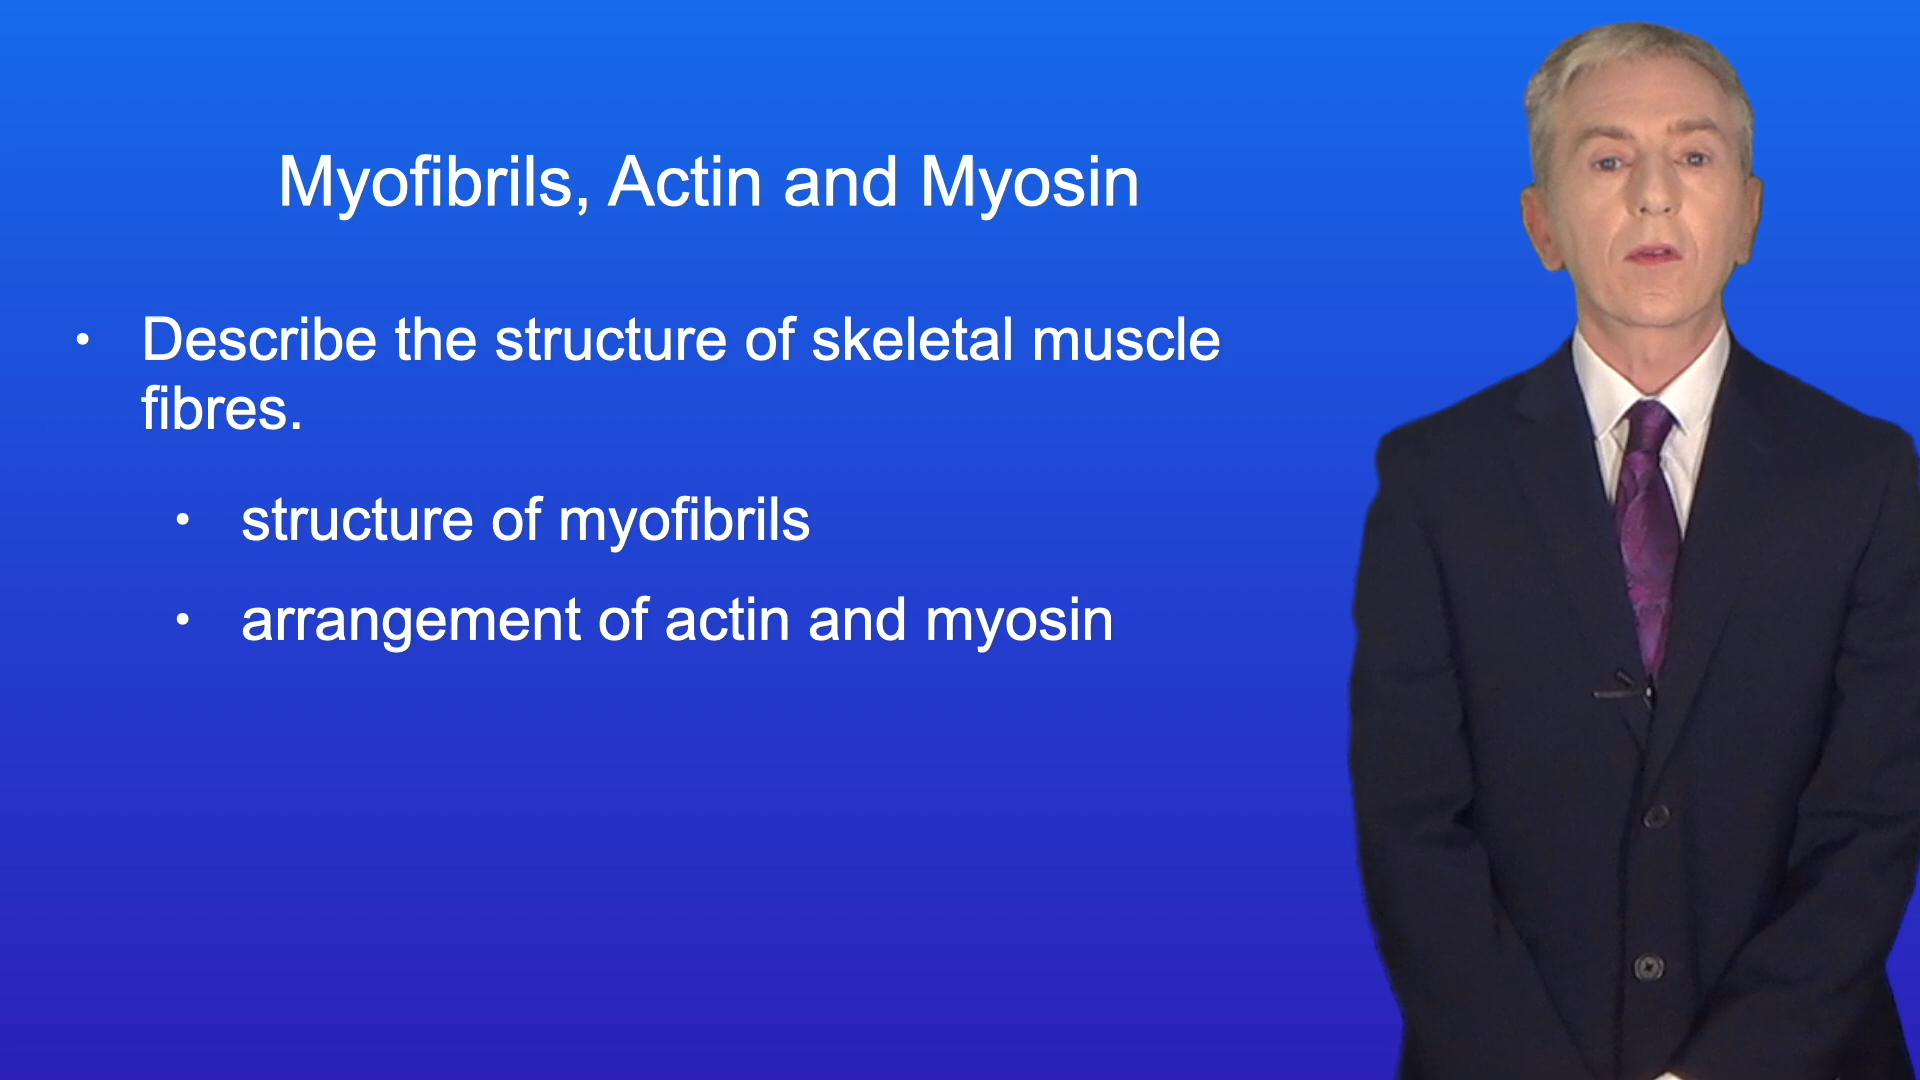 Myofibrils, Actin and Myosin
• Describe the structure of skeletal muscle
fibres.
• structure of myofibrils
• arrangement of actin and myosin